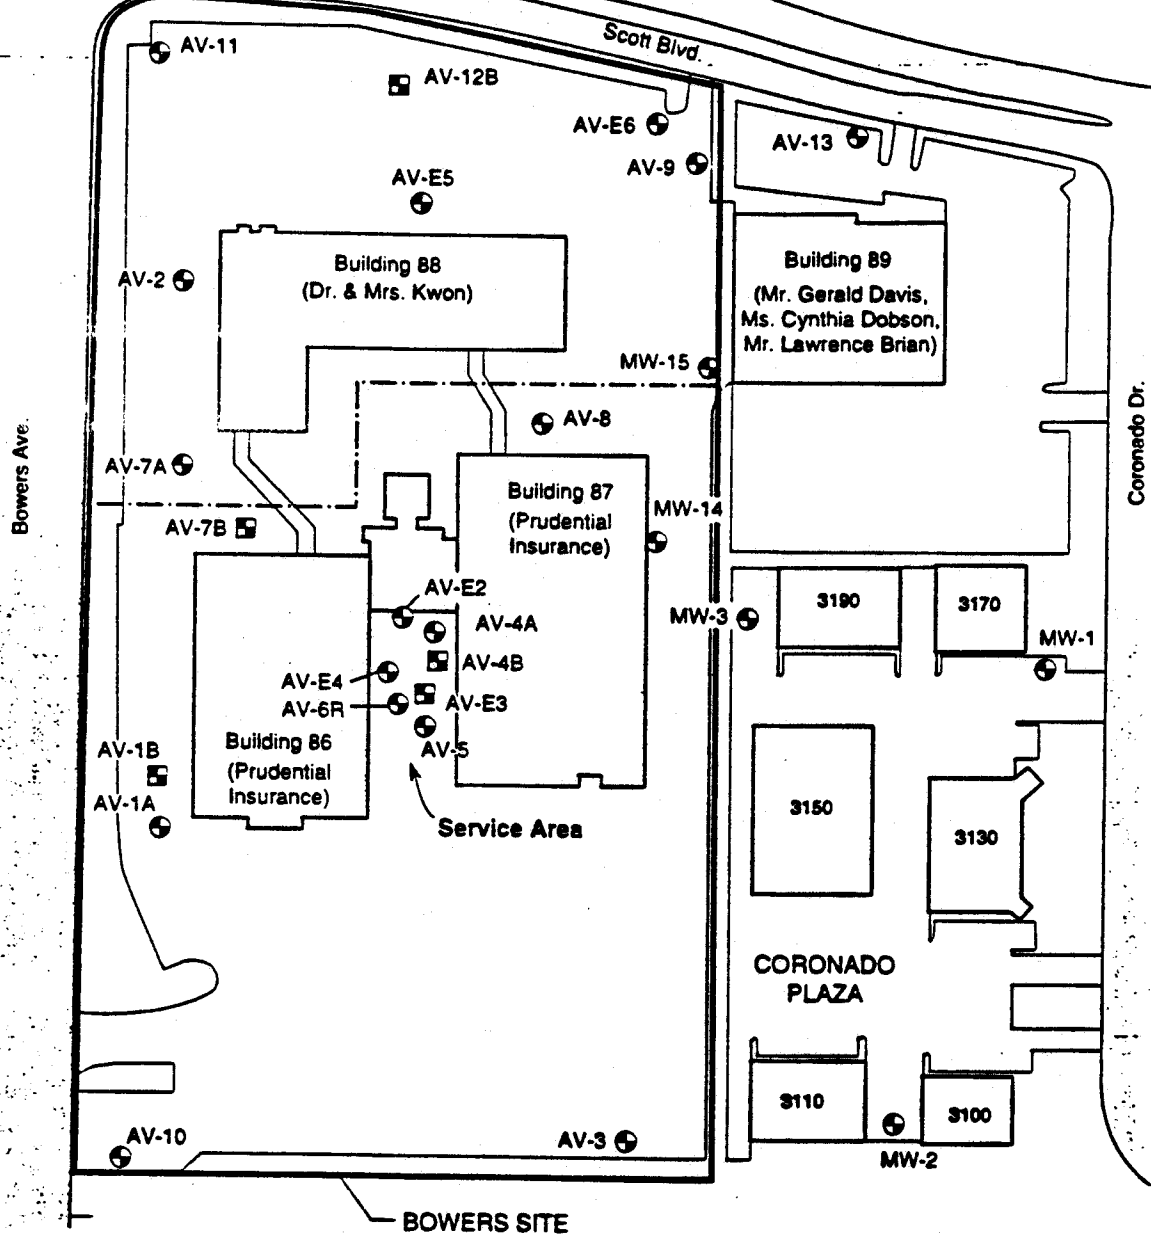 Scott Blvd.
AV-11
AV-12B
AV-E6
AV-13
AV-9
AV-E5
Building 88
(Dr. & Mrs. Kwon)
AV-2
Building 89
(Mr. Gerald Davis,
Ms. Cynthia Dobson,
Mr. Lawrence Brian)
MW-15
AV-8
Bowers Ave.
Coronado Dr.
AV-7A
AV-7B
Building 87
(Prudential
Insurance)
MW-14
AV-E2
AV-4A
AV-4B
AV-E4
AV-6R
AV-E3
AV-5
MW-3
3190
3170
MW-1
Building 86
(Prudential
Insurance)
AV-1B
AV-1A
Service Area
3150
3130
CORONADO
PLAZA
3110
3100
AV-10
AV-3
MW-2
BOWERS SITE